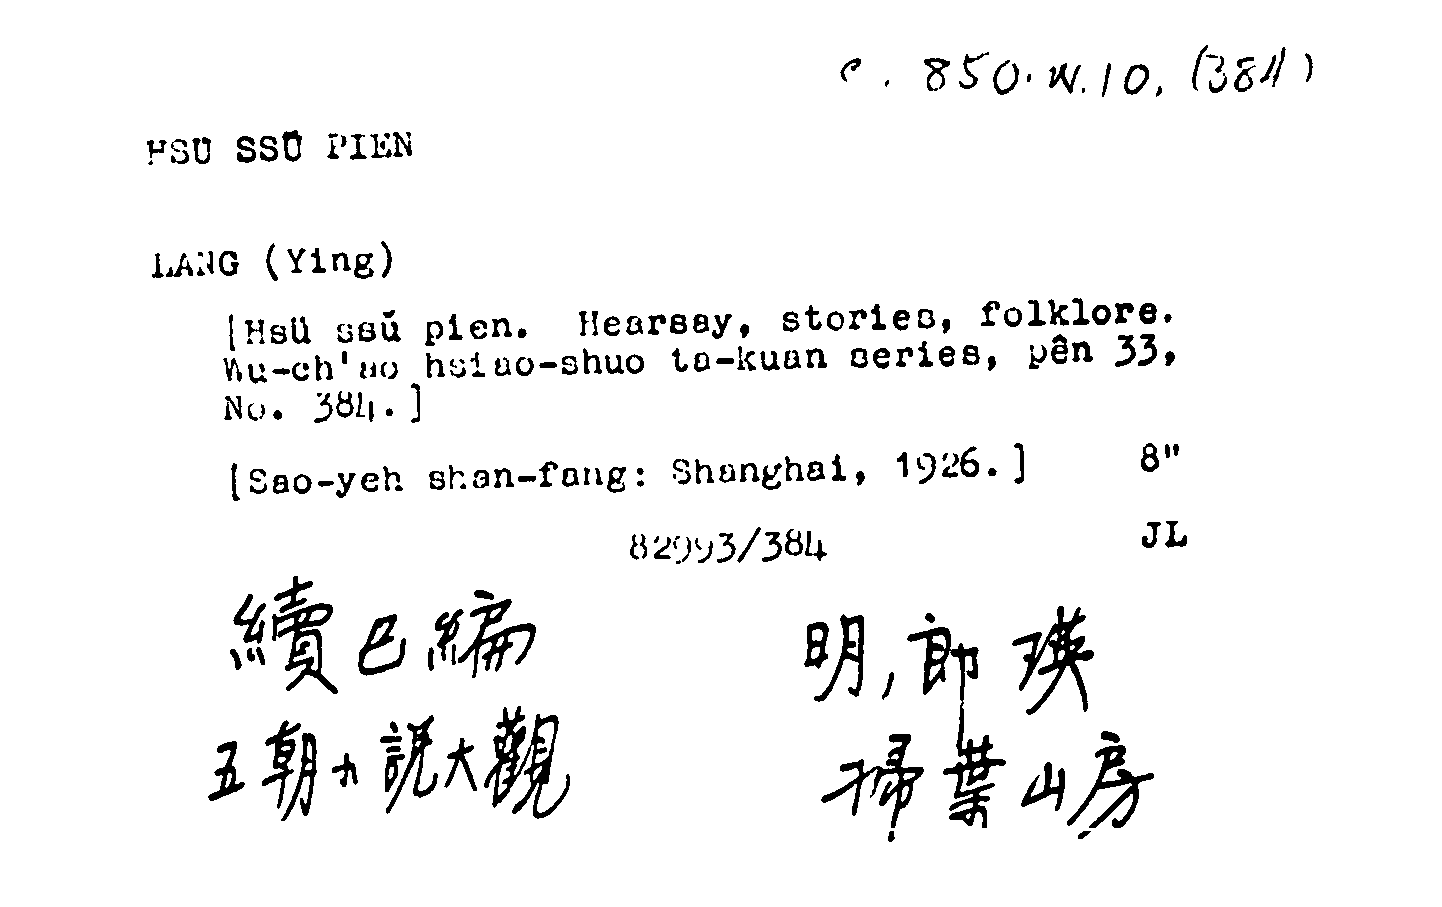 c. 850.w.10. (384)
HSÜ SSŬ PIEN
LANG (Ying)
[Hsü ssŭ pien. Hearsay, stories, folklore.
Wu-ch'ao hsiao-shuo ta-kuan series, pên 33,
No. 384.]
[Sao-yeh shan-fang: Shanghai, 1926.] 8"
82993/384 JL
續巳編 明,郎瑛
五朝小說大觀 掃葉山房